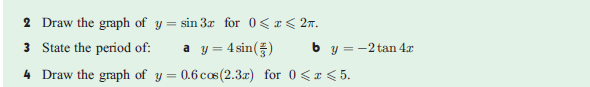 2 Draw the graph of y = sin 3x for 0 ⩽ x ⩽ 2π.
3 State the period of: a y = 4 sin(x/3) b y = −2 tan 4x
4 Draw the graph of y = 0.6 cos(2.3x) for 0 ⩽ x ⩽ 5.